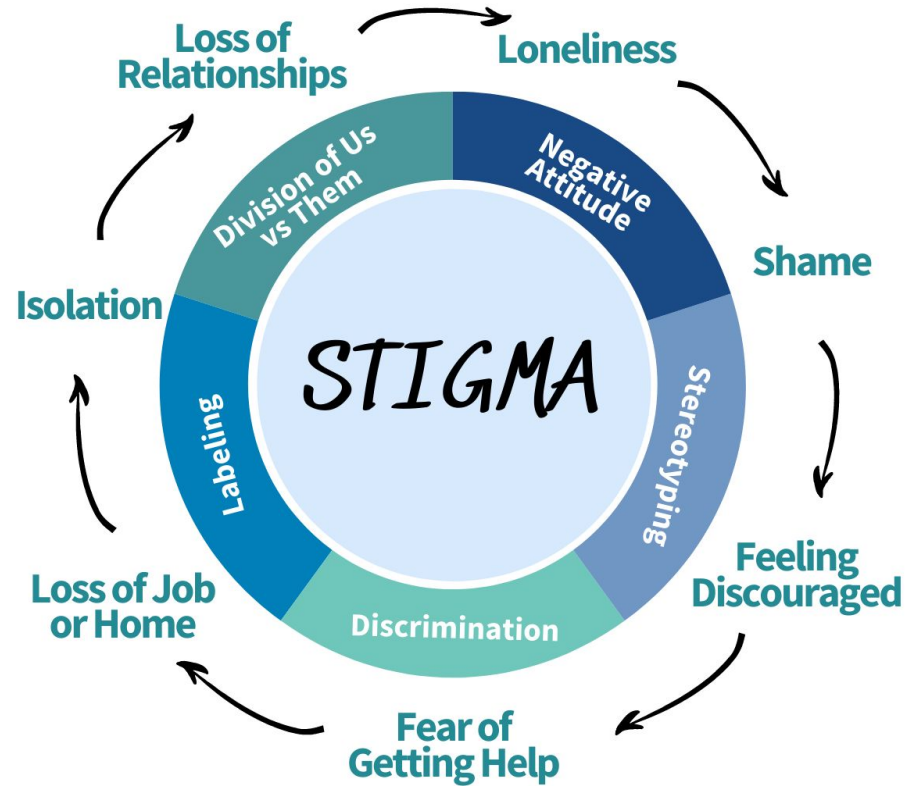 Loss of
Relationships
Loneliness
Shame
Feeling
Discouraged
Fear of
Getting Help
Loss of Job
or Home
Isolation
Division of Us
vs Them
Negative
Attitude
Stereotyping
Discrimination
Labeling
STIGMA